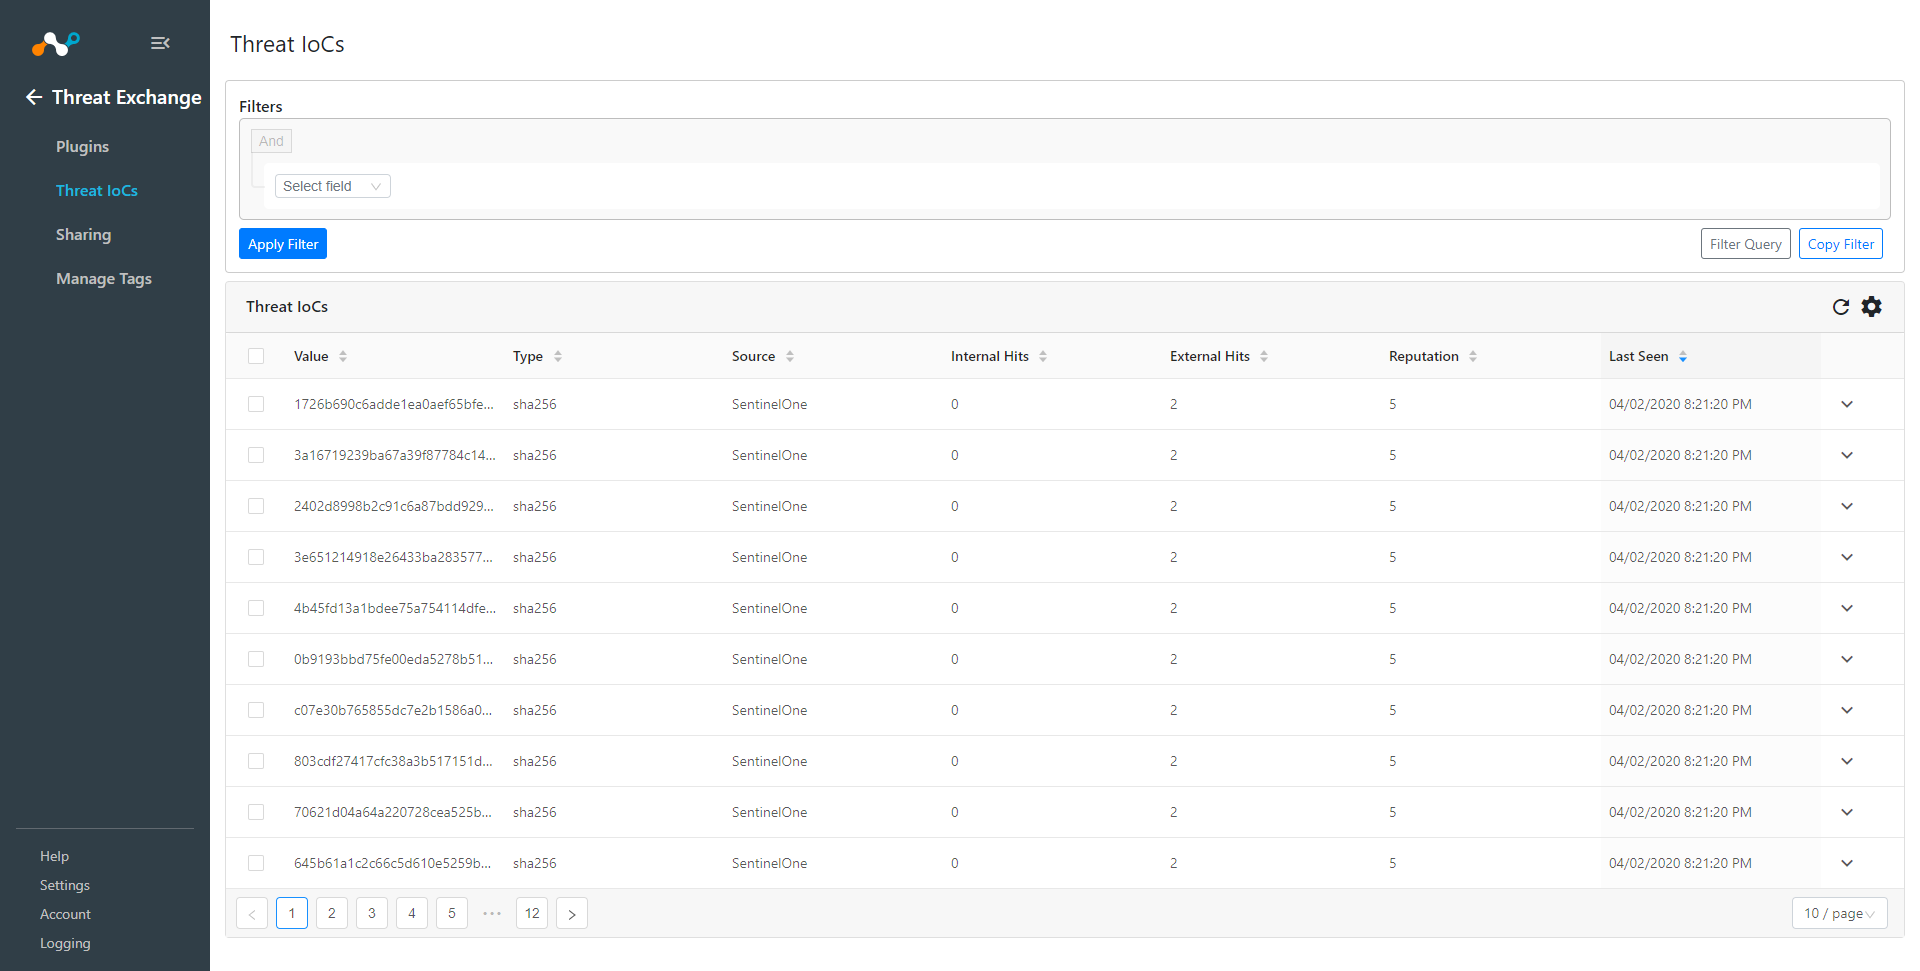 Threat Exchange
Plugins
Threat IoCs
Sharing
Manage Tags
Help
Settings
Account
Logging
Threat IoCs
Filters
And
Select field
Apply Filter Filter Query Copy Filter
Threat IoCs
Value Type Source Internal Hits External Hits Reputation Last Seen
1726b690c6adde1ea0aef65bfe... sha256 SentinelOne 0 2 5 04/02/2020 8:21:20 PM
3a16719239ba67a39f87784c14... sha256 SentinelOne 0 2 5 04/02/2020 8:21:20 PM
2402d8998b2c91c6a87bdd929... sha256 SentinelOne 0 2 5 04/02/2020 8:21:20 PM
3e651214918e26433ba283577... sha256 SentinelOne 0 2 5 04/02/2020 8:21:20 PM
4b45fd13a1bdee75a754114dfe... sha256 SentinelOne 0 2 5 04/02/2020 8:21:20 PM
0b9193bbd75fe00eda5278b51... sha256 SentinelOne 0 2 5 04/02/2020 8:21:20 PM
c07e30b765855dc7e2b1586a0... sha256 SentinelOne 0 2 5 04/02/2020 8:21:20 PM
803cdf27417cfc38a3b517151d... sha256 SentinelOne 0 2 5 04/02/2020 8:21:20 PM
70621d04a64a220728cea525b... sha256 SentinelOne 0 2 5 04/02/2020 8:21:20 PM
645b61a1c2c66c5d610e5259b... sha256 SentinelOne 0 2 5 04/02/2020 8:21:20 PM
< 1 2 3 4 5 ••• 12 > 10 / page